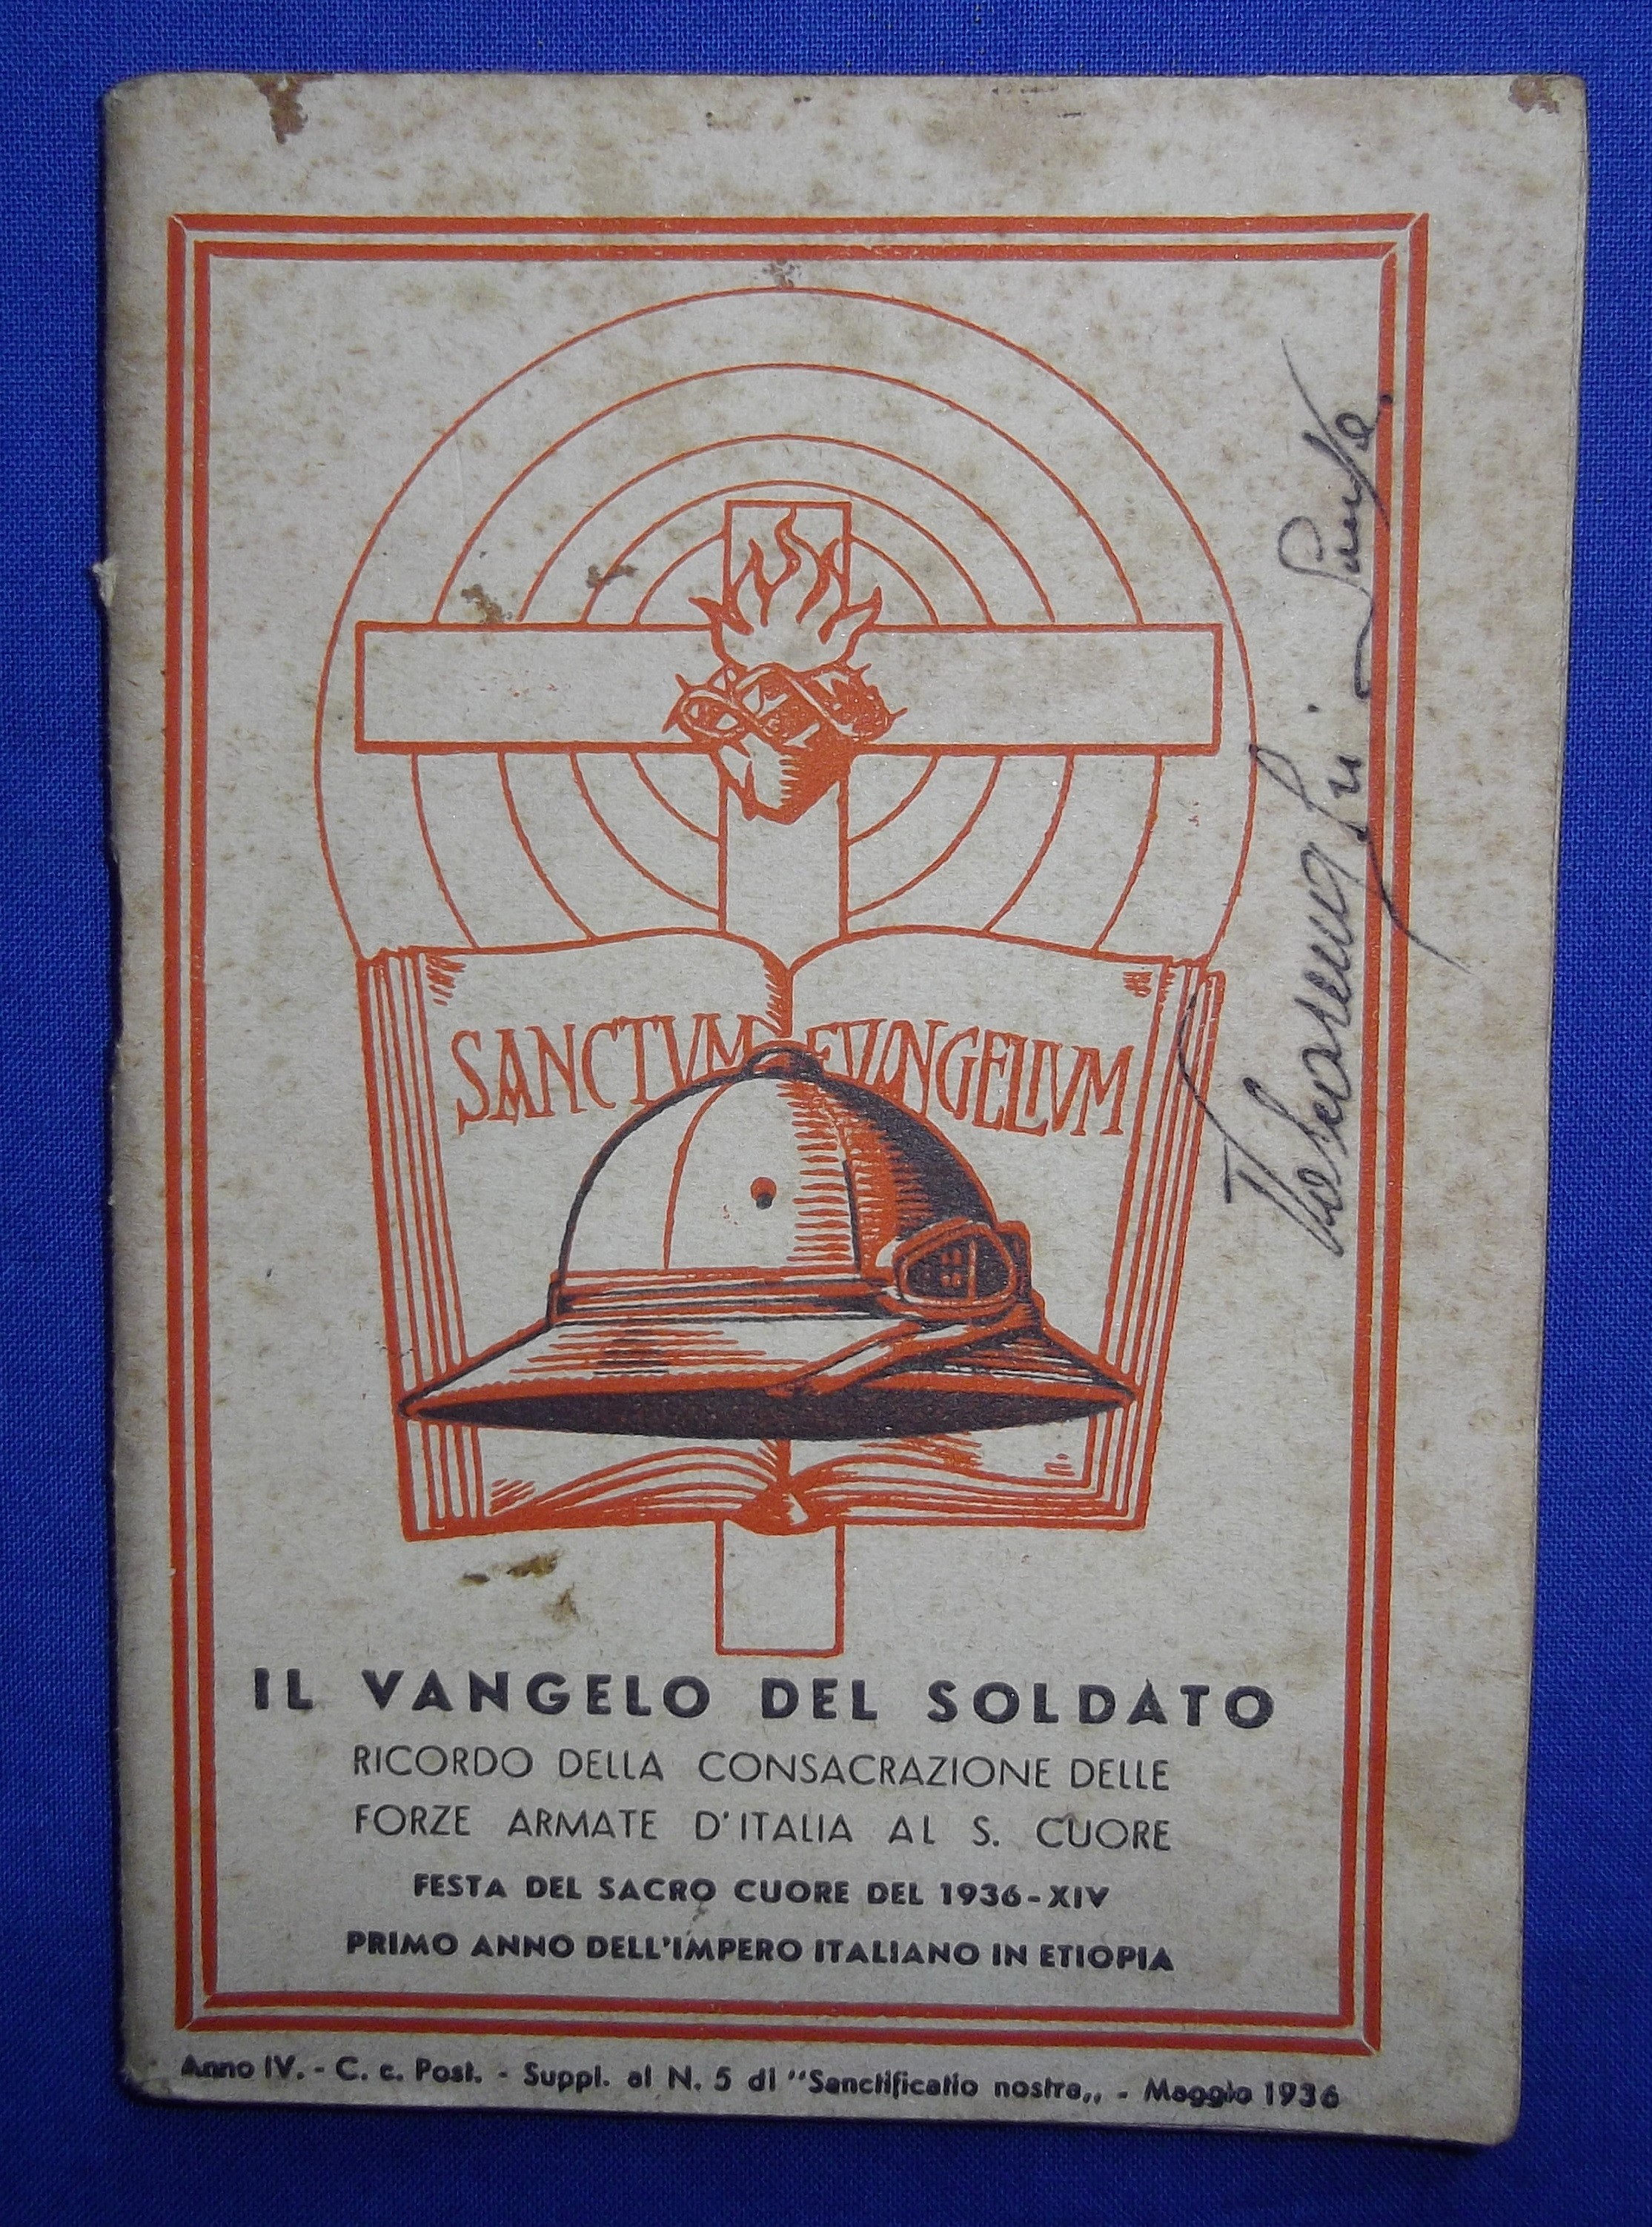 SANCTVM EVANGELIVM
IL VANGELO DEL SOLDATO
RICORDO DELLA CONSACRAZIONE DELLE
FORZE ARMATE D'ITALIA AL S. CUORE
FESTA DEL SACRO CUORE DEL 1936-XIV
PRIMO ANNO DELL'IMPERO ITALIANO IN ETIOPIA
Anno IV. - C. c. Post. - Suppl. al N. 5 di "Sanctificatio nostra„ - Maggio 1936